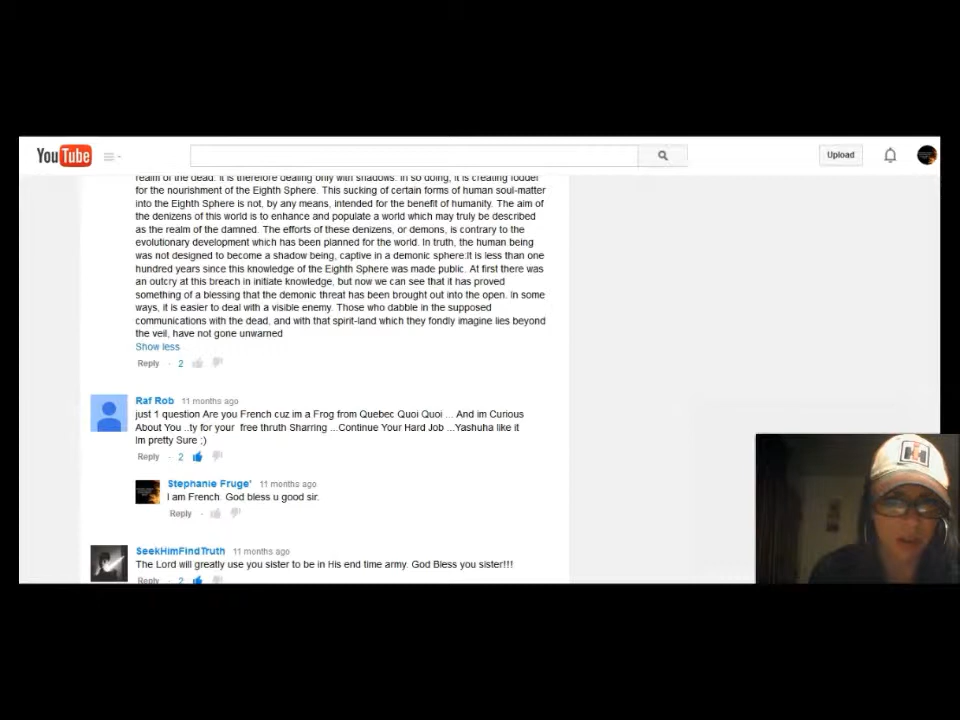 YouTube
Upload
realm of the dead. It is therefore dealing only with shadows. In so doing, it is creating fodder
for the nourishment of the Eighth Sphere. This sucking of certain forms of human soul-matter
into the Eighth Sphere is not, by any means, intended for the benefit of humanity. The aim of
the denizens of this world is to enhance and populate a world which may truly be described
as the realm of the damned. The efforts of these denizens, or demons, is contrary to the
evolutionary development which has been planned for the world. In truth, the human being
was not designed to become a shadow being, captive in a demonic sphere:It is less than one
hundred years since this knowledge of the Eighth Sphere was made public. At first there was
an outcry at this breach in initiate knowledge, but now we can see that it has proved
something of a blessing that the demonic threat has been brought out into the open. In some
ways, it is easier to deal with a visible enemy. Those who dabble in the supposed
communications with the dead, and with that spirit-land which they fondly imagine lies beyond
the veil, have not gone unwarned
Show less
Reply · 2
Raf Rob 11 months ago
just 1 question Are you French cuz im a Frog from Quebec Quoi Quoi ... And im Curious
About You ..ty for your free thruth Sharring ...Continue Your Hard Job ...Yashuha like it
Im pretty Sure ;)
Reply · 2
Stephanie Fruge' 11 months ago
I am French. God bless u good sir.
Reply ·
SeekHimFindTruth 11 months ago
The Lord will greatly use you sister to be in His end time army. God Bless you sister!!!
Reply · 2